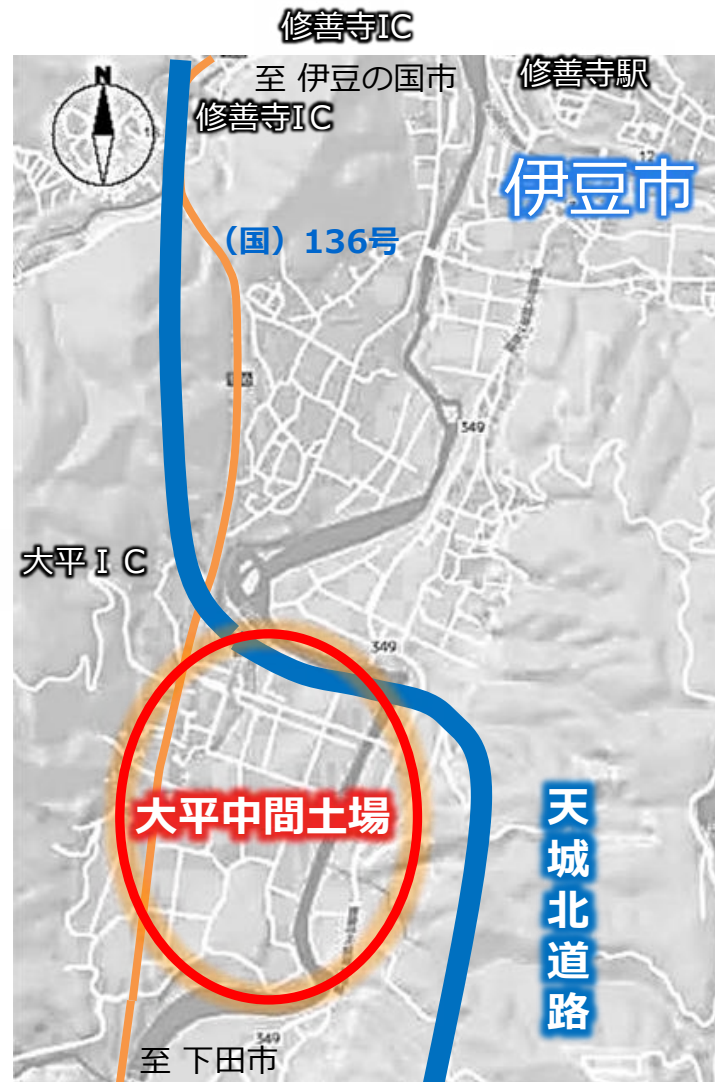 修善寺IC
至 伊豆の国市
修善寺駅
N
修善寺IC
12
伊豆市
（国）136号
349
大平ＩＣ
349
大平中間土場
天城北道路
349
至 下田市